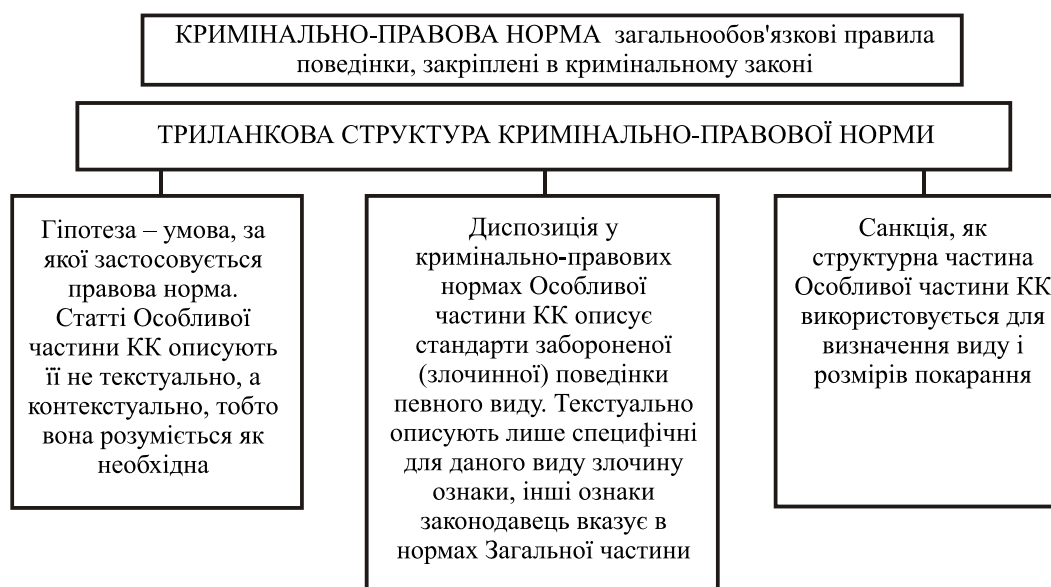 КРИМІНАЛЬНО-ПРАВОВА НОРМА загальнообов'язкові правила
поведінки, закріплені в кримінальному законі
ТРИЛАНКОВА СТРУКТУРА КРИМІНАЛЬНО-ПРАВОВОЇ НОРМИ
Гіпотеза – умова, за
якої застосовується
правова норма.
Статті Особливої
частини КК описують
її не текстуально, а
контекстуально, тобто
вона розуміється як
необхідна
Диспозиція у
кримінально-правових
нормах Особливої
частини КК описує
стандарти забороненої
(злочинної) поведінки
певного виду. Текстуально
описують лише специфічні
для даного виду злочину
ознаки, інші ознаки
законодавець вказує в
нормах Загальної частини
Санкція, як
структурна частина
Особливої частини КК
використовується для
визначення виду і
розмірів покарання